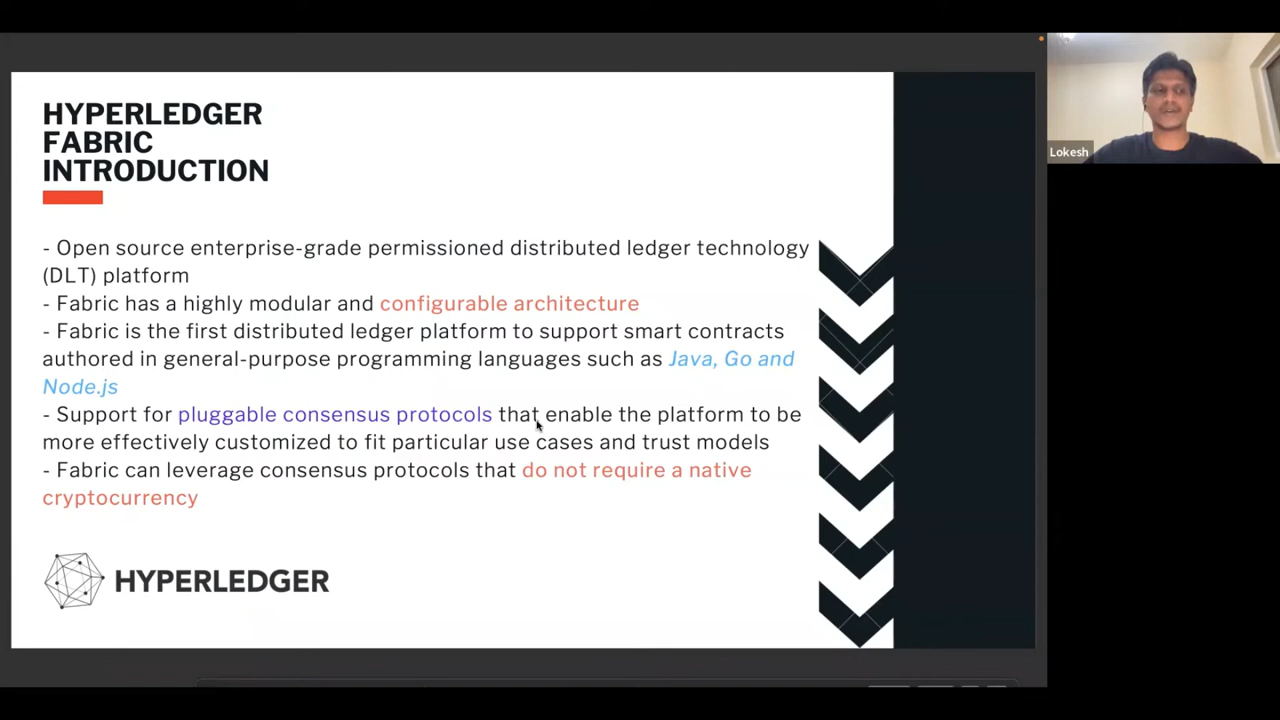 HYPERLEDGER
FABRIC
INTRODUCTION
- Open source enterprise-grade permissioned distributed ledger technology
(DLT) platform
- Fabric has a highly modular and configurable architecture
- Fabric is the first distributed ledger platform to support smart contracts
authored in general-purpose programming languages such as Java, Go and
Node.js
- Support for pluggable consensus protocols that enable the platform to be
more effectively customized to fit particular use cases and trust models
- Fabric can leverage consensus protocols that do not require a native
cryptocurrency
HYPERLEDGER
Lokesh